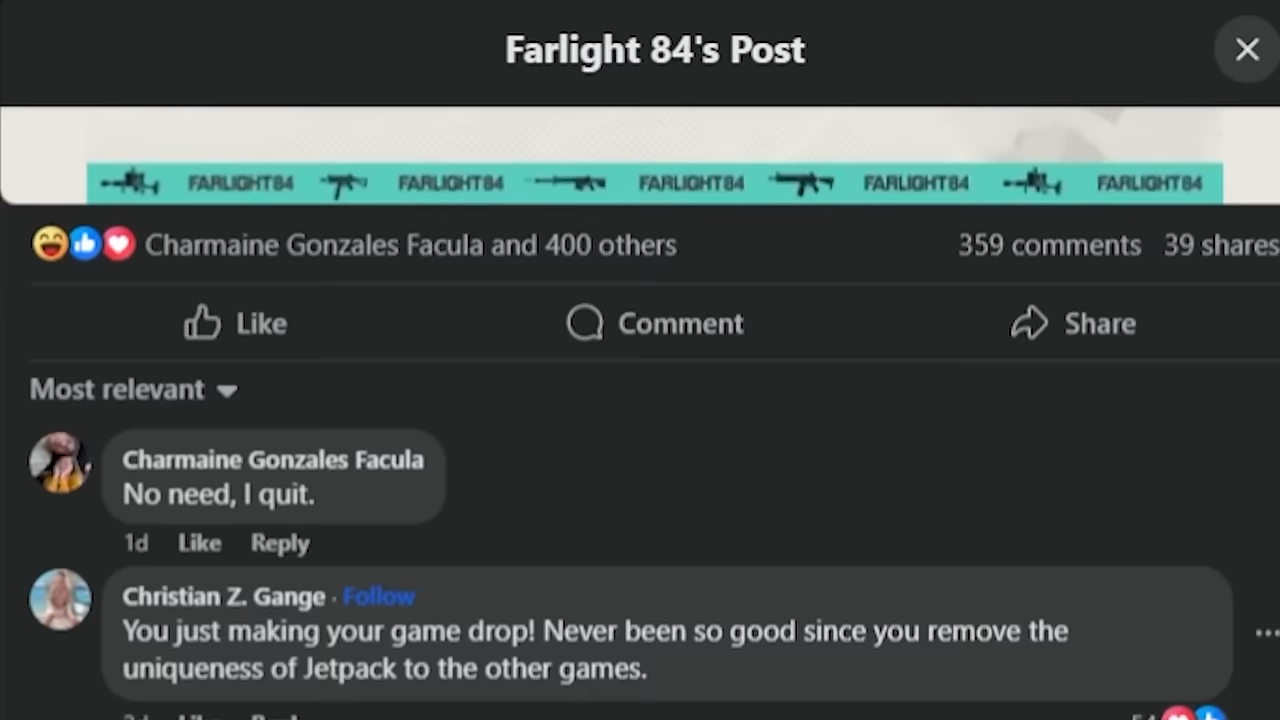 Farlight 84's Post
FARLIGHT84 FARLIGHT84 FARLIGHT84 FARLIGHT84 FARLIGHT84
Charmaine Gonzales Facula and 400 others 359 comments 39 shares
Like Comment Share
Most relevant
Charmaine Gonzales Facula
No need, I quit.
1d Like Reply
Christian Z. Gange · Follow
You just making your game drop! Never been so good since you remove the
uniqueness of Jetpack to the other games.